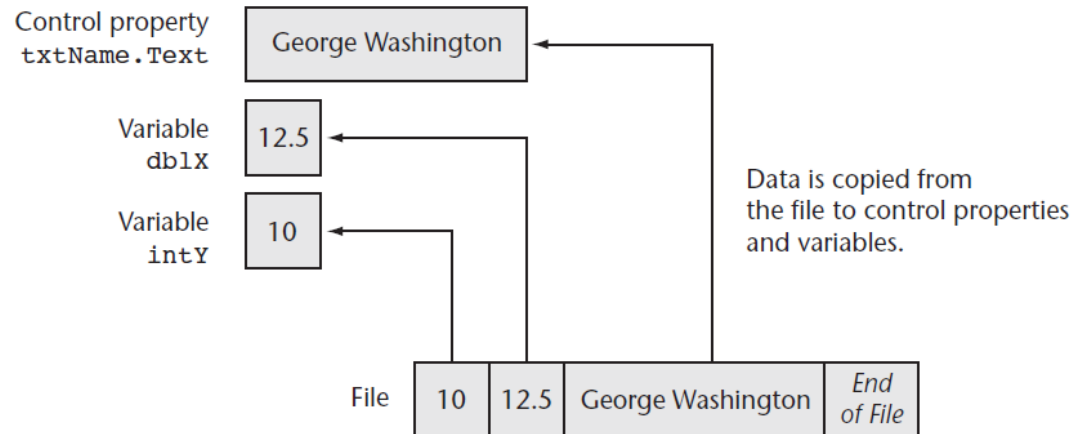 Control property
txtName.Text
George Washington
Variable
dblX
12.5
Variable
intY
10
Data is copied from
the file to control properties
and variables.
File
10
12.5
George Washington
End
of File